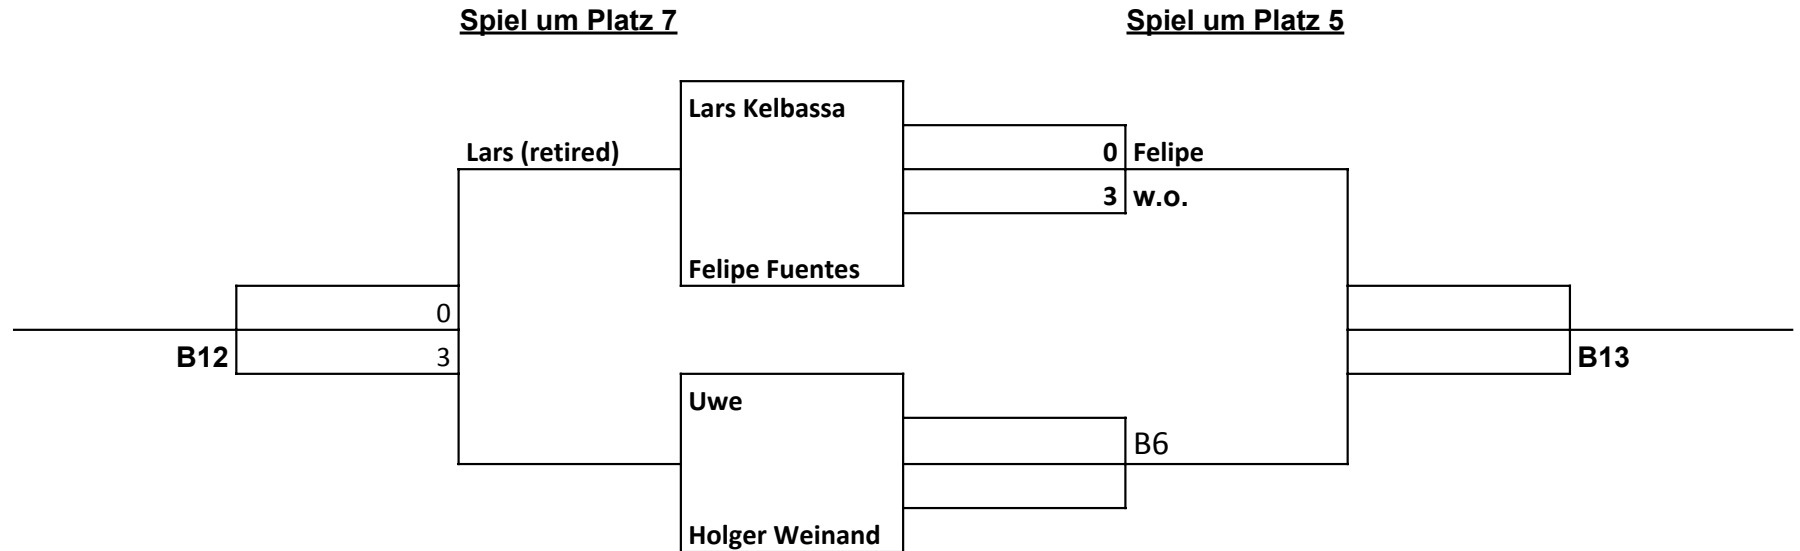 Spiel um Platz 7
Spiel um Platz 5
Lars Kelbassa
Lars (retired)
0 Felipe
3 w.o.
Felipe Fuentes
0
B12 3
B13
Uwe
B6
Holger Weinand